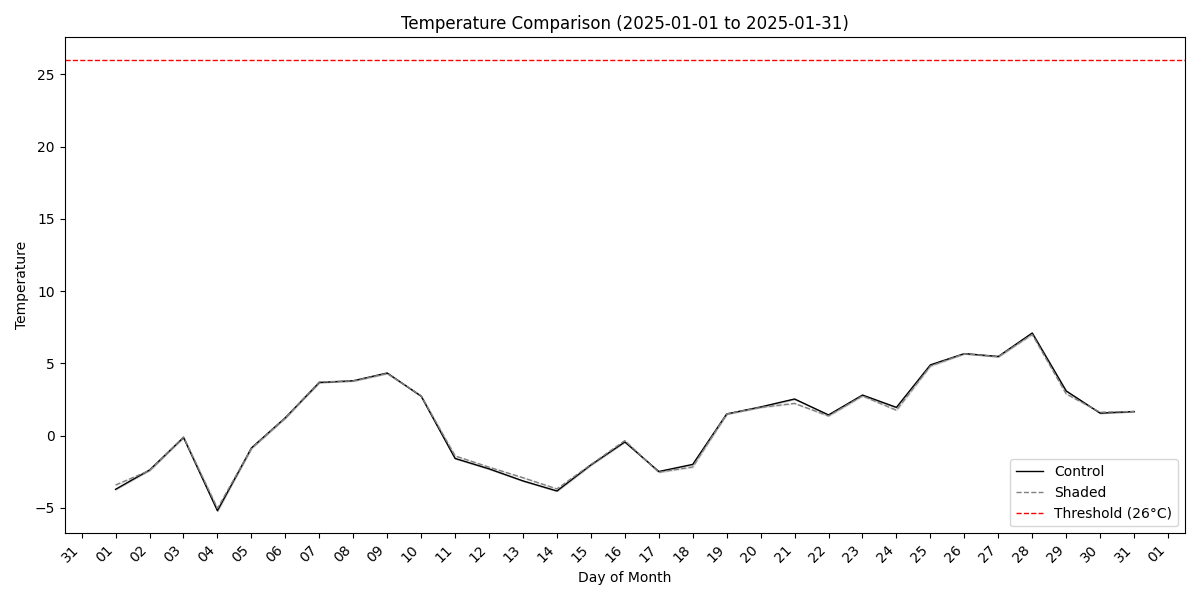 Temperature Comparison (2025-01-01 to 2025-01-31)
Temperature
25
20
15
10
5
0
−5
Control
Shaded
Threshold (26°C)
31 01 02 03 04 05 06 07 08 09 10 11 12 13 14 15 16 17 18 19 20 21 22 23 24 25 26 27 28 29 30 31 01
Day of Month